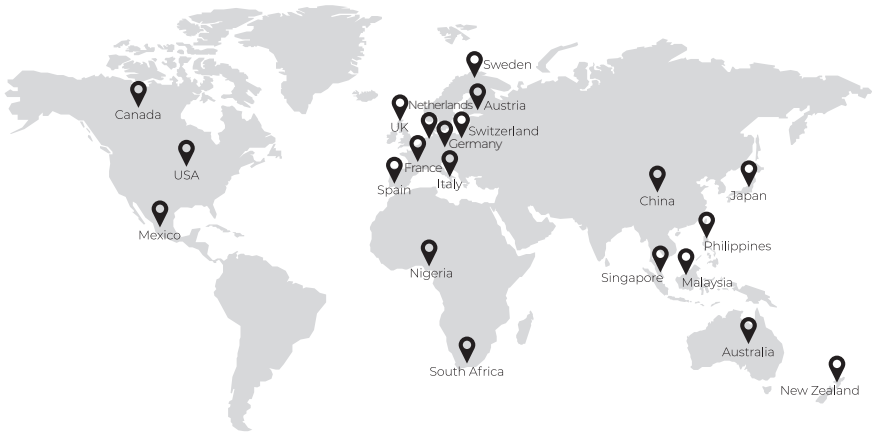 Sweden
Canada
Netherlands
Austria
UK
Switzerland
Germany
USA
France
Italy
Spain
China
Japan
Mexico
Philippines
Nigeria
Singapore
Malaysia
Australia
South Africa
New Zealand